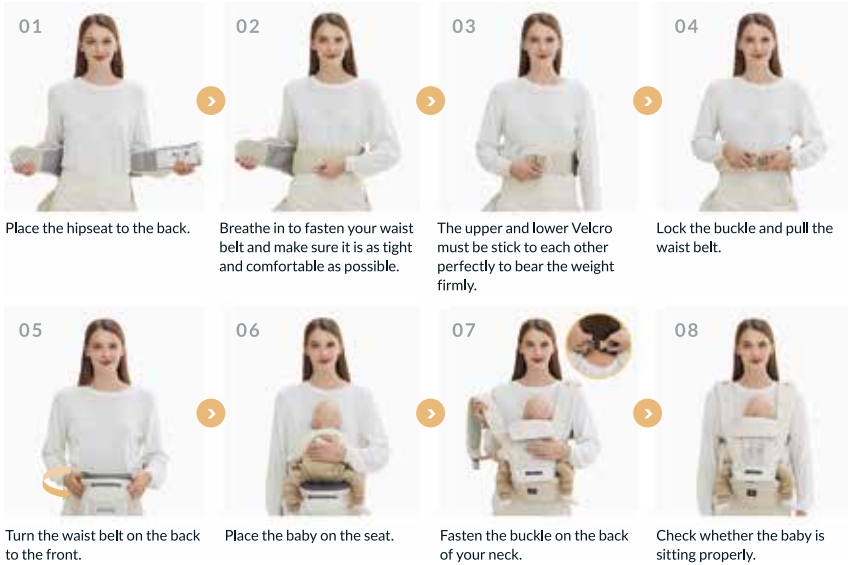 01
02
03
04
Place the hipseat to the back.
Breathe in to fasten your waist
belt and make sure it is as tight
and comfortable as possible.
The upper and lower Velcro
must be stick to each other
perfectly to bear the weight
firmly.
Lock the buckle and pull the
waist belt.
05
06
07
08
Turn the waist belt on the back
to the front.
Place the baby on the seat.
Fasten the buckle on the back
of your neck.
Check whether the baby is
sitting properly.